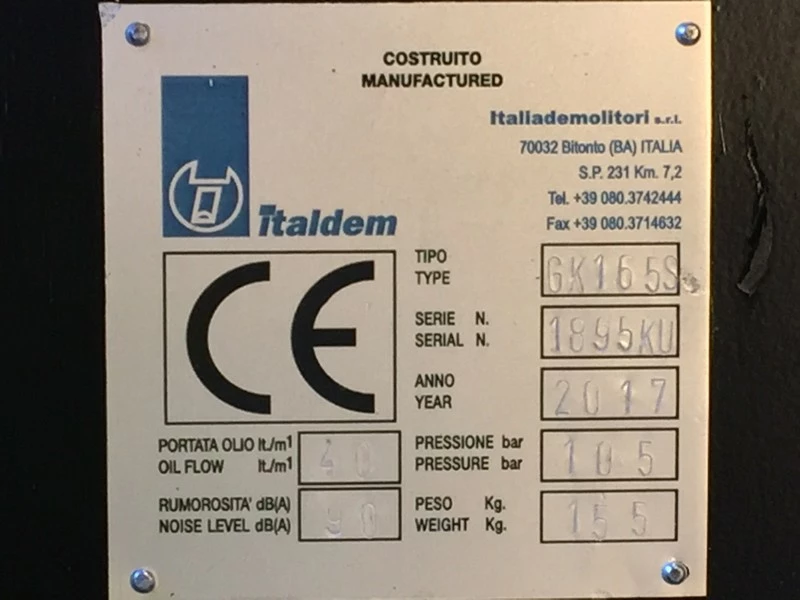 COSTRUITO
MANUFACTURED
Italiademolitori s.r.l.
70032 Bitonto (BA) ITALIA
S.P. 231 Km. 7,2
Tel. +39 080.3742444
Fax +39 080.3714632
italdem
CE
TIPO
TYPE
GK165S
SERIE N.
SERIAL N.
1895KU
ANNO
YEAR
2017
PORTATA OLIO lt./m1
OIL FLOW lt./m1
40
PRESSIONE bar
PRESSURE bar
105
RUMOROSITA' dB(A)
NOISE LEVEL dB(A)
90
PESO Kg.
WEIGHT Kg.
155